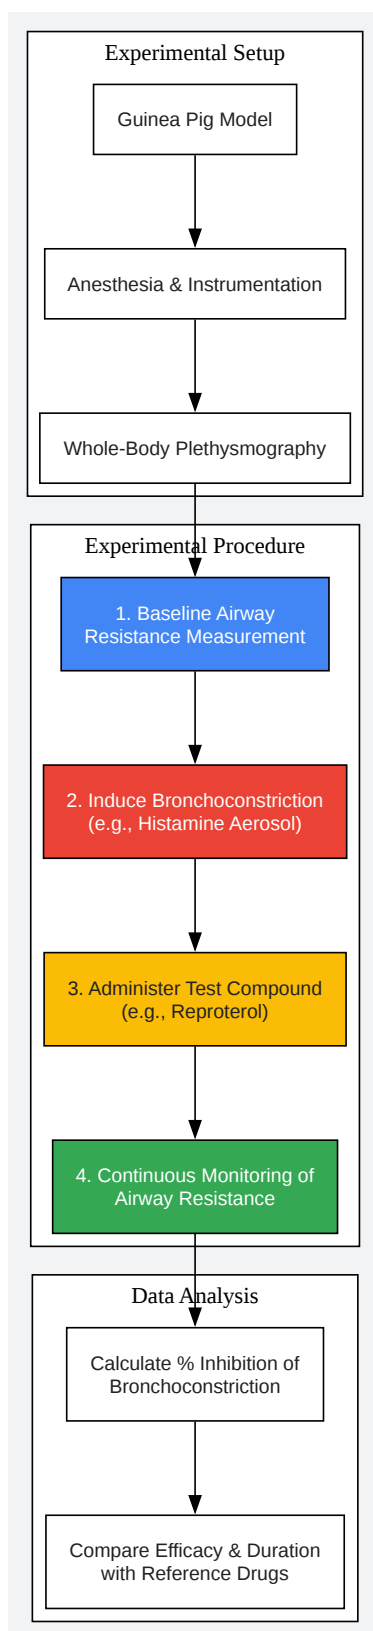 Experimental Setup
Guinea Pig Model
Anesthesia & Instrumentation
Whole-Body Plethysmography
Experimental Procedure
1. Baseline Airway
Resistance Measurement
2. Induce Bronchoconstriction
(e.g., Histamine Aerosol)
3. Administer Test Compound
(e.g., Reproterol)
4. Continuous Monitoring of
Airway Resistance
Data Analysis
Calculate % Inhibition of
Bronchoconstriction
Compare Efficacy & Duration
with Reference Drugs